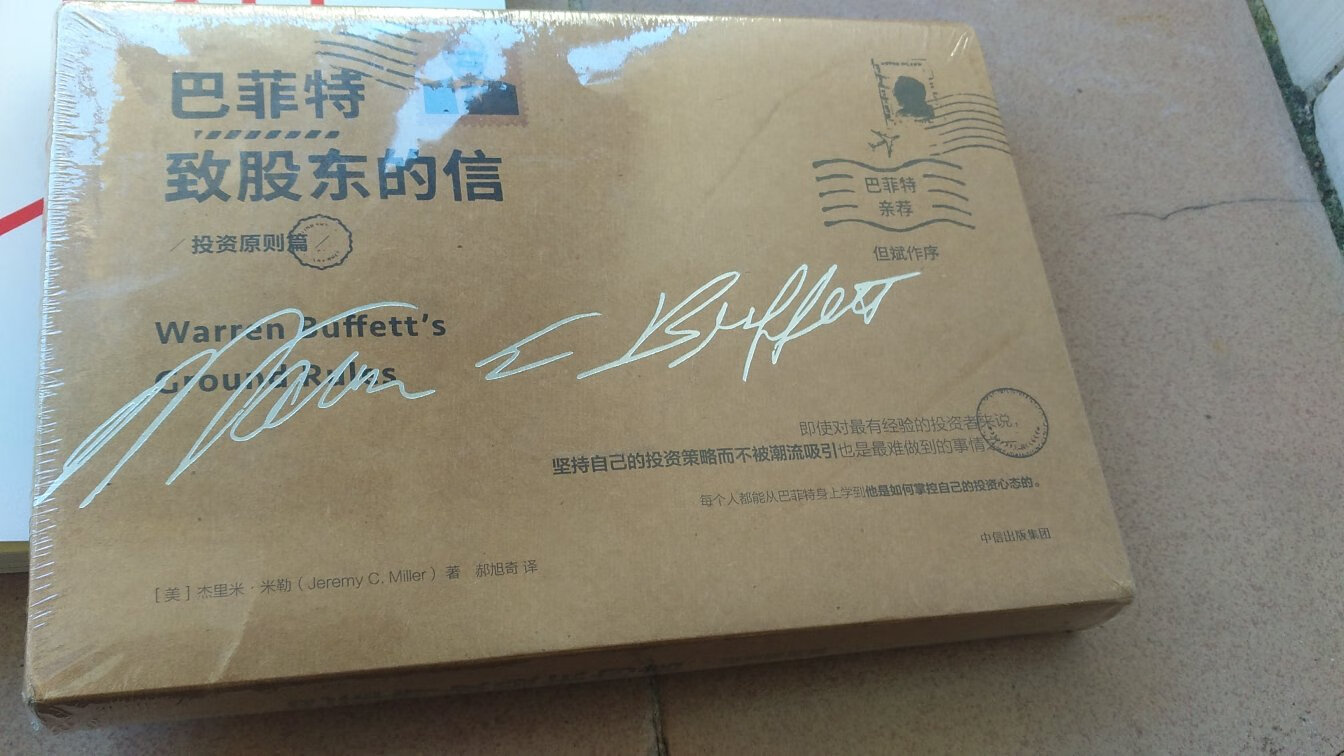 巴菲特
致股东的信
投资原则篇
巴菲特
亲荐
但斌作序
Warren Buffett's
Ground Rules
Warren E Buffett
即使对最有经验的投资者来说，
坚持自己的投资策略而不被潮流吸引也是最难做到的事情
每个人都能从巴菲特身上学到他是如何掌控自己的投资心态的。
中信出版集团
[美]杰里米·米勒（Jeremy C. Miller）著 郝旭奇 译